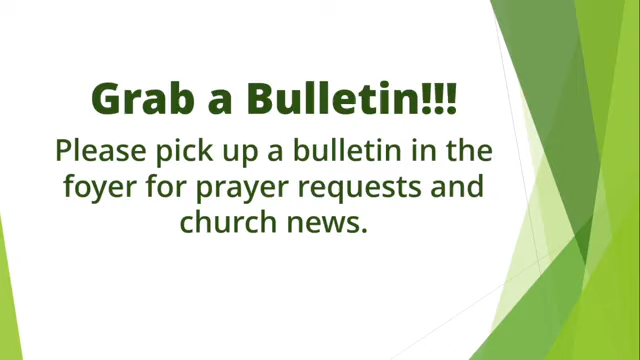 Grab a Bulletin!!!
Please pick up a bulletin in the
foyer for prayer requests and
church news.